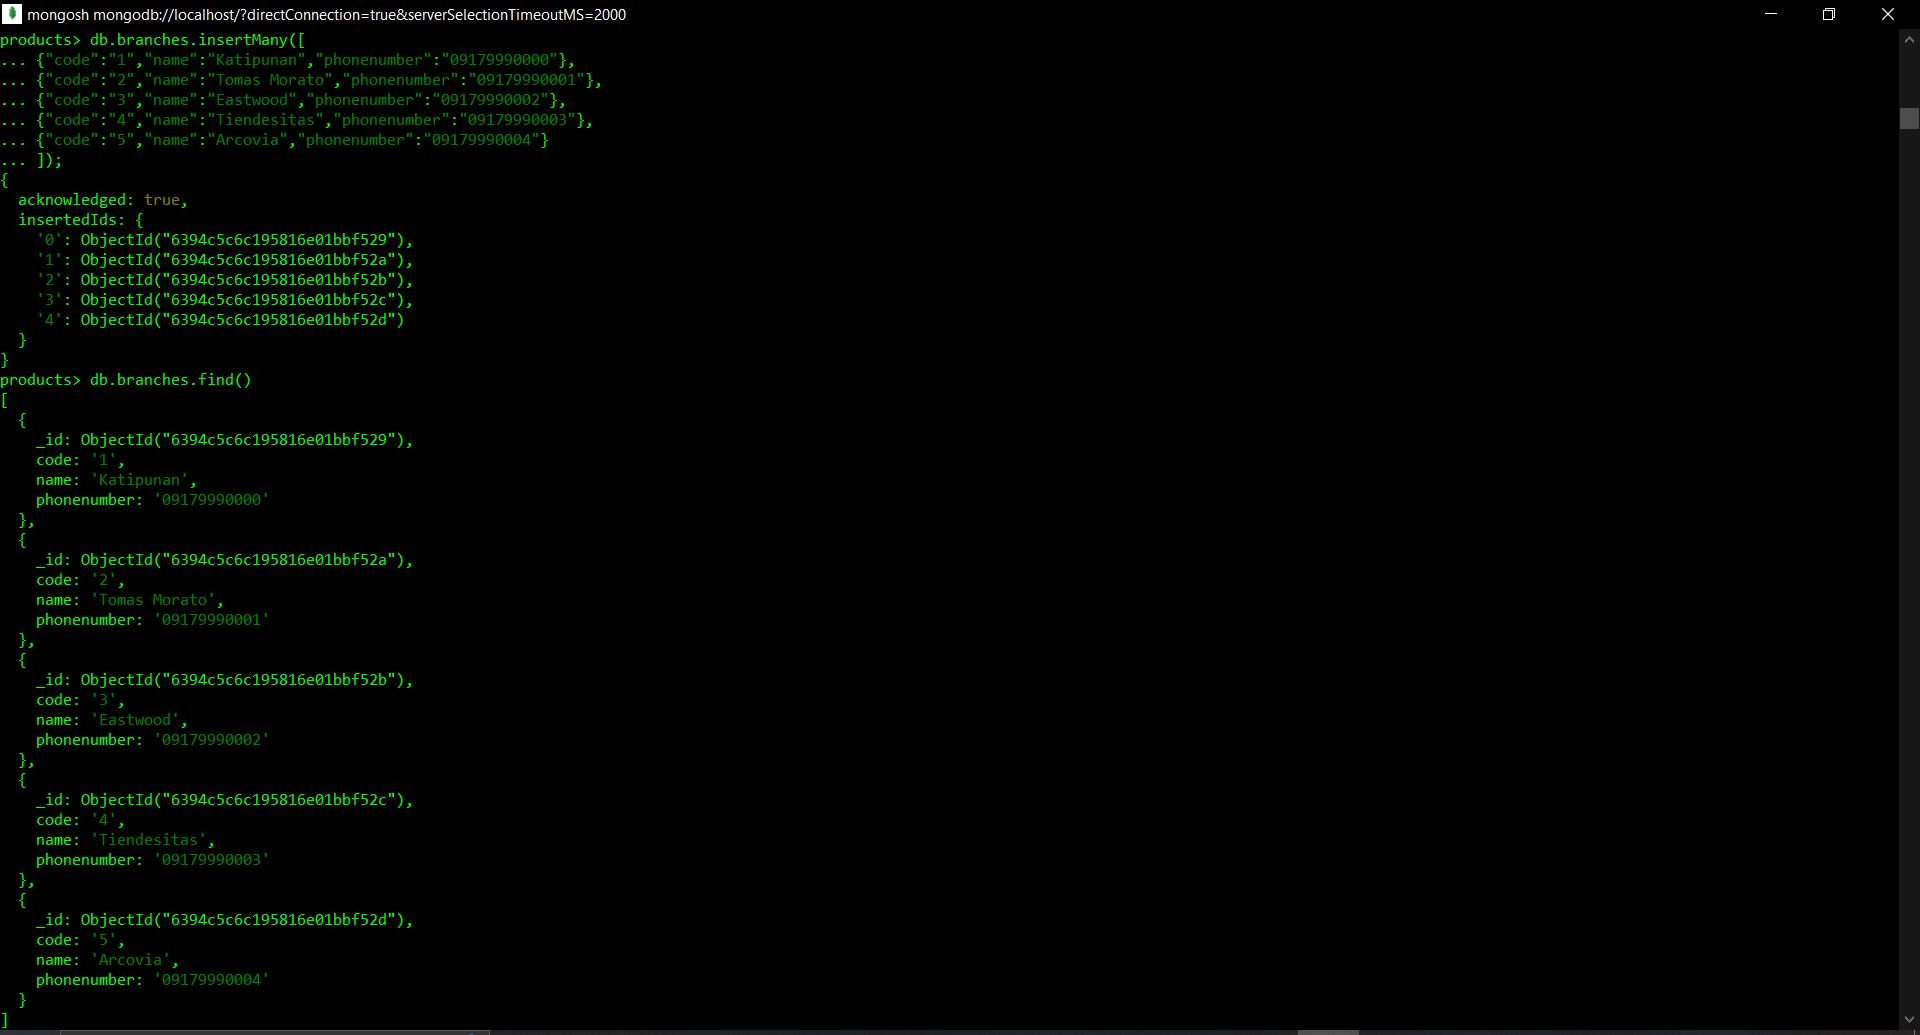 mongosh mongodb://localhost/?directConnection=true&serverSelectionTimeoutMS=2000
products> db.branches.insertMany([
... {"code":"1","name":"Katipunan","phonenumber":"09179990000"},
... {"code":"2","name":"Tomas Morato","phonenumber":"09179990001"},
... {"code":"3","name":"Eastwood","phonenumber":"09179990002"},
... {"code":"4","name":"Tiendesitas","phonenumber":"09179990003"},
... {"code":"5","name":"Arcovia","phonenumber":"09179990004"}
... ]);
{
  acknowledged: true,
  insertedIds: {
    '0': ObjectId("6394c5c6c195816e01bbf529"),
    '1': ObjectId("6394c5c6c195816e01bbf52a"),
    '2': ObjectId("6394c5c6c195816e01bbf52b"),
    '3': ObjectId("6394c5c6c195816e01bbf52c"),
    '4': ObjectId("6394c5c6c195816e01bbf52d")
  }
}
products> db.branches.find()
[
  {
    _id: ObjectId("6394c5c6c195816e01bbf529"),
    code: '1',
    name: 'Katipunan',
    phonenumber: '09179990000'
  },
  {
    _id: ObjectId("6394c5c6c195816e01bbf52a"),
    code: '2',
    name: 'Tomas Morato',
    phonenumber: '09179990001'
  },
  {
    _id: ObjectId("6394c5c6c195816e01bbf52b"),
    code: '3',
    name: 'Eastwood',
    phonenumber: '09179990002'
  },
  {
    _id: ObjectId("6394c5c6c195816e01bbf52c"),
    code: '4',
    name: 'Tiendesitas',
    phonenumber: '09179990003'
  },
  {
    _id: ObjectId("6394c5c6c195816e01bbf52d"),
    code: '5',
    name: 'Arcovia',
    phonenumber: '09179990004'
  }
]